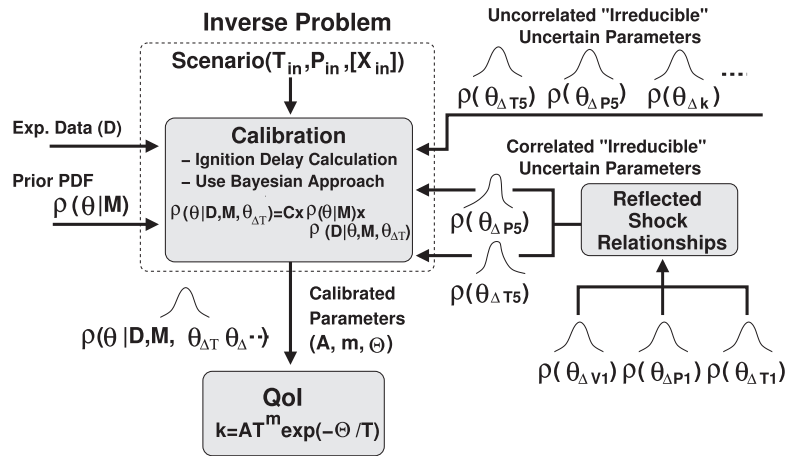 Inverse Problem
Scenario(T_in,P_in,[X_in])
Uncorrelated "Irreducible"
Uncertain Parameters
ρ(θ_ΔT5) ρ(θ_ΔP5) ρ(θ_Δk)
Exp. Data (D)
Prior PDF
ρ(θ|M)
Calibration
– Ignition Delay Calculation
– Use Bayesian Approach
ρ(θ|D,M,θ_ΔT)=Cx ρ(θ|M)x
ρ(D|θ,M,θ_ΔT)
Correlated "Irreducible"
Uncertain Parameters
ρ(θ_ΔP5)
ρ(θ_ΔT5)
Reflected
Shock
Relationships
ρ(θ_ΔV1) ρ(θ_ΔP1) ρ(θ_ΔT1)
ρ(θ|D,M, θ_ΔT θ_Δ··)
Calibrated
Parameters
(A, m, Θ)
QoI
k=AT^m exp(–Θ/T)